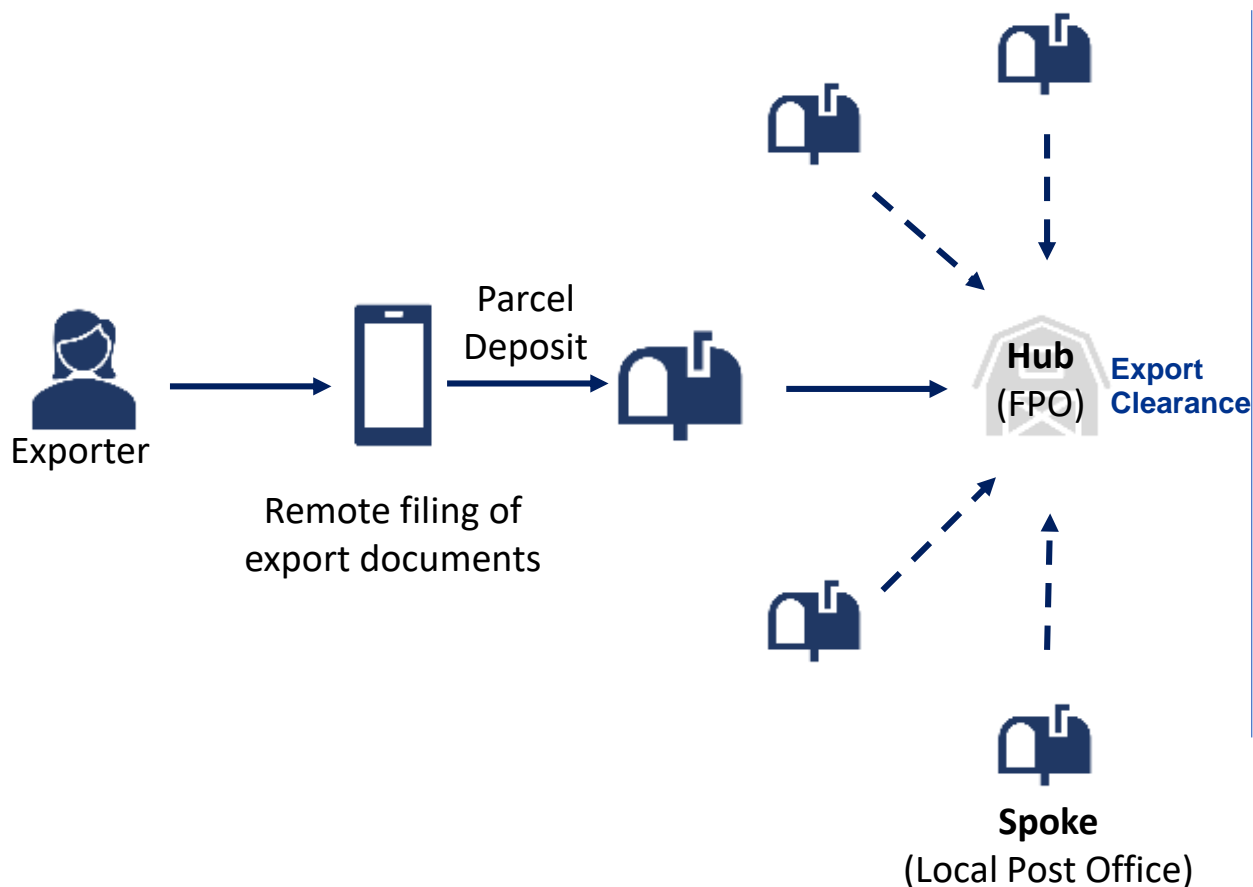 Parcel
Deposit
Exporter
Remote filing of
export documents
Hub
(FPO)
Export
Clearance
Spoke
(Local Post Office)